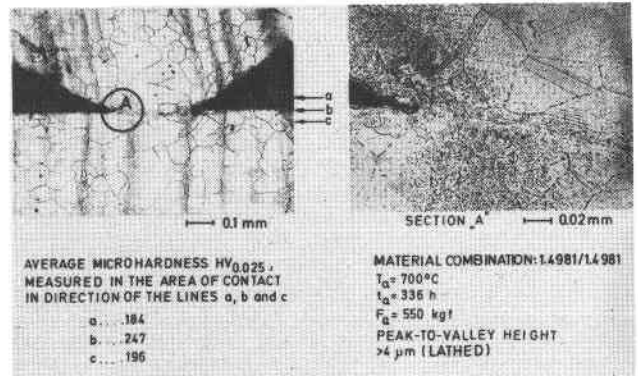 A
a
b
c
0.1 mm
SECTION „A"
0.02 mm
AVERAGE MICROHARDNESS HV0.025,
MEASURED IN THE AREA OF CONTACT
IN DIRECTION OF THE LINES a, b and c
a....184
b....247
c....196
MATERIAL COMBINATION: 1.4981/1.4981
Ta = 700°C
ta = 336 h
Fa = 550 kgf
PEAK-TO-VALLEY HEIGHT
>4 µm (LATHED)